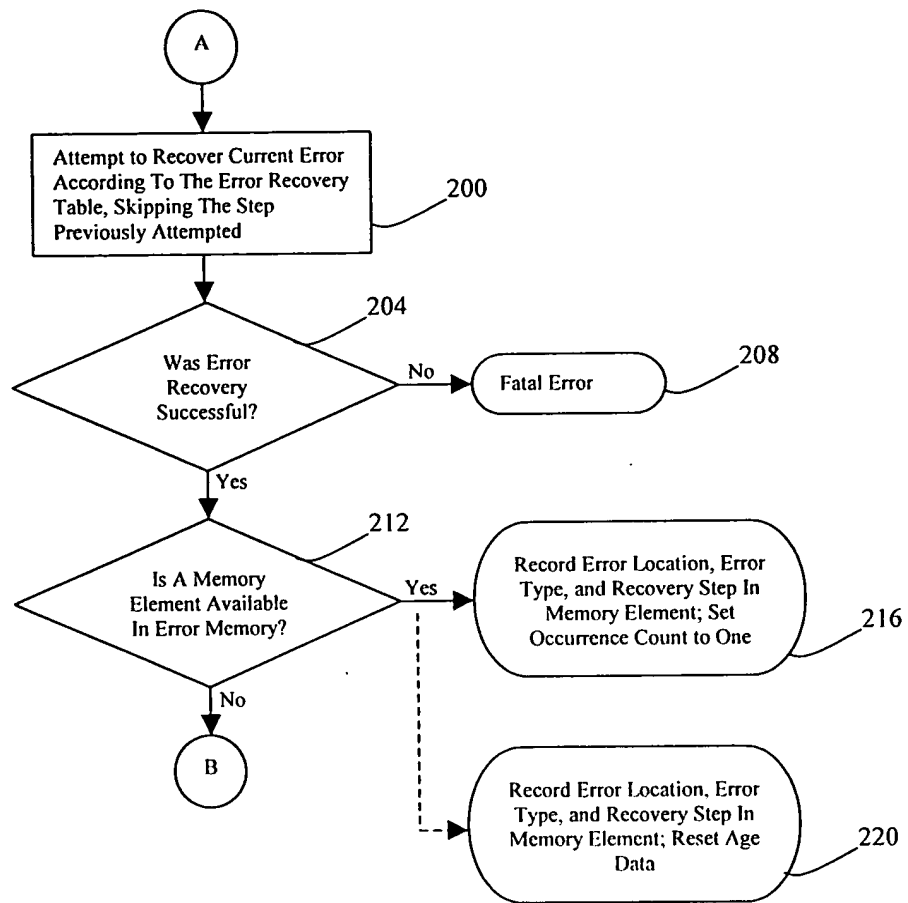 A
Attempt to Recover Current Error
According To The Error Recovery
Table, Skipping The Step
Previously Attempted
200
204
Was Error
Recovery
Successful?
No
Fatal Error
208
Yes
212
Is A Memory
Element Available
In Error Memory?
Yes
Record Error Location, Error
Type, and Recovery Step In
Memory Element; Set
Occurrence Count to One
216
No
B
Record Error Location, Error
Type, and Recovery Step In
Memory Element; Reset Age
Data
220